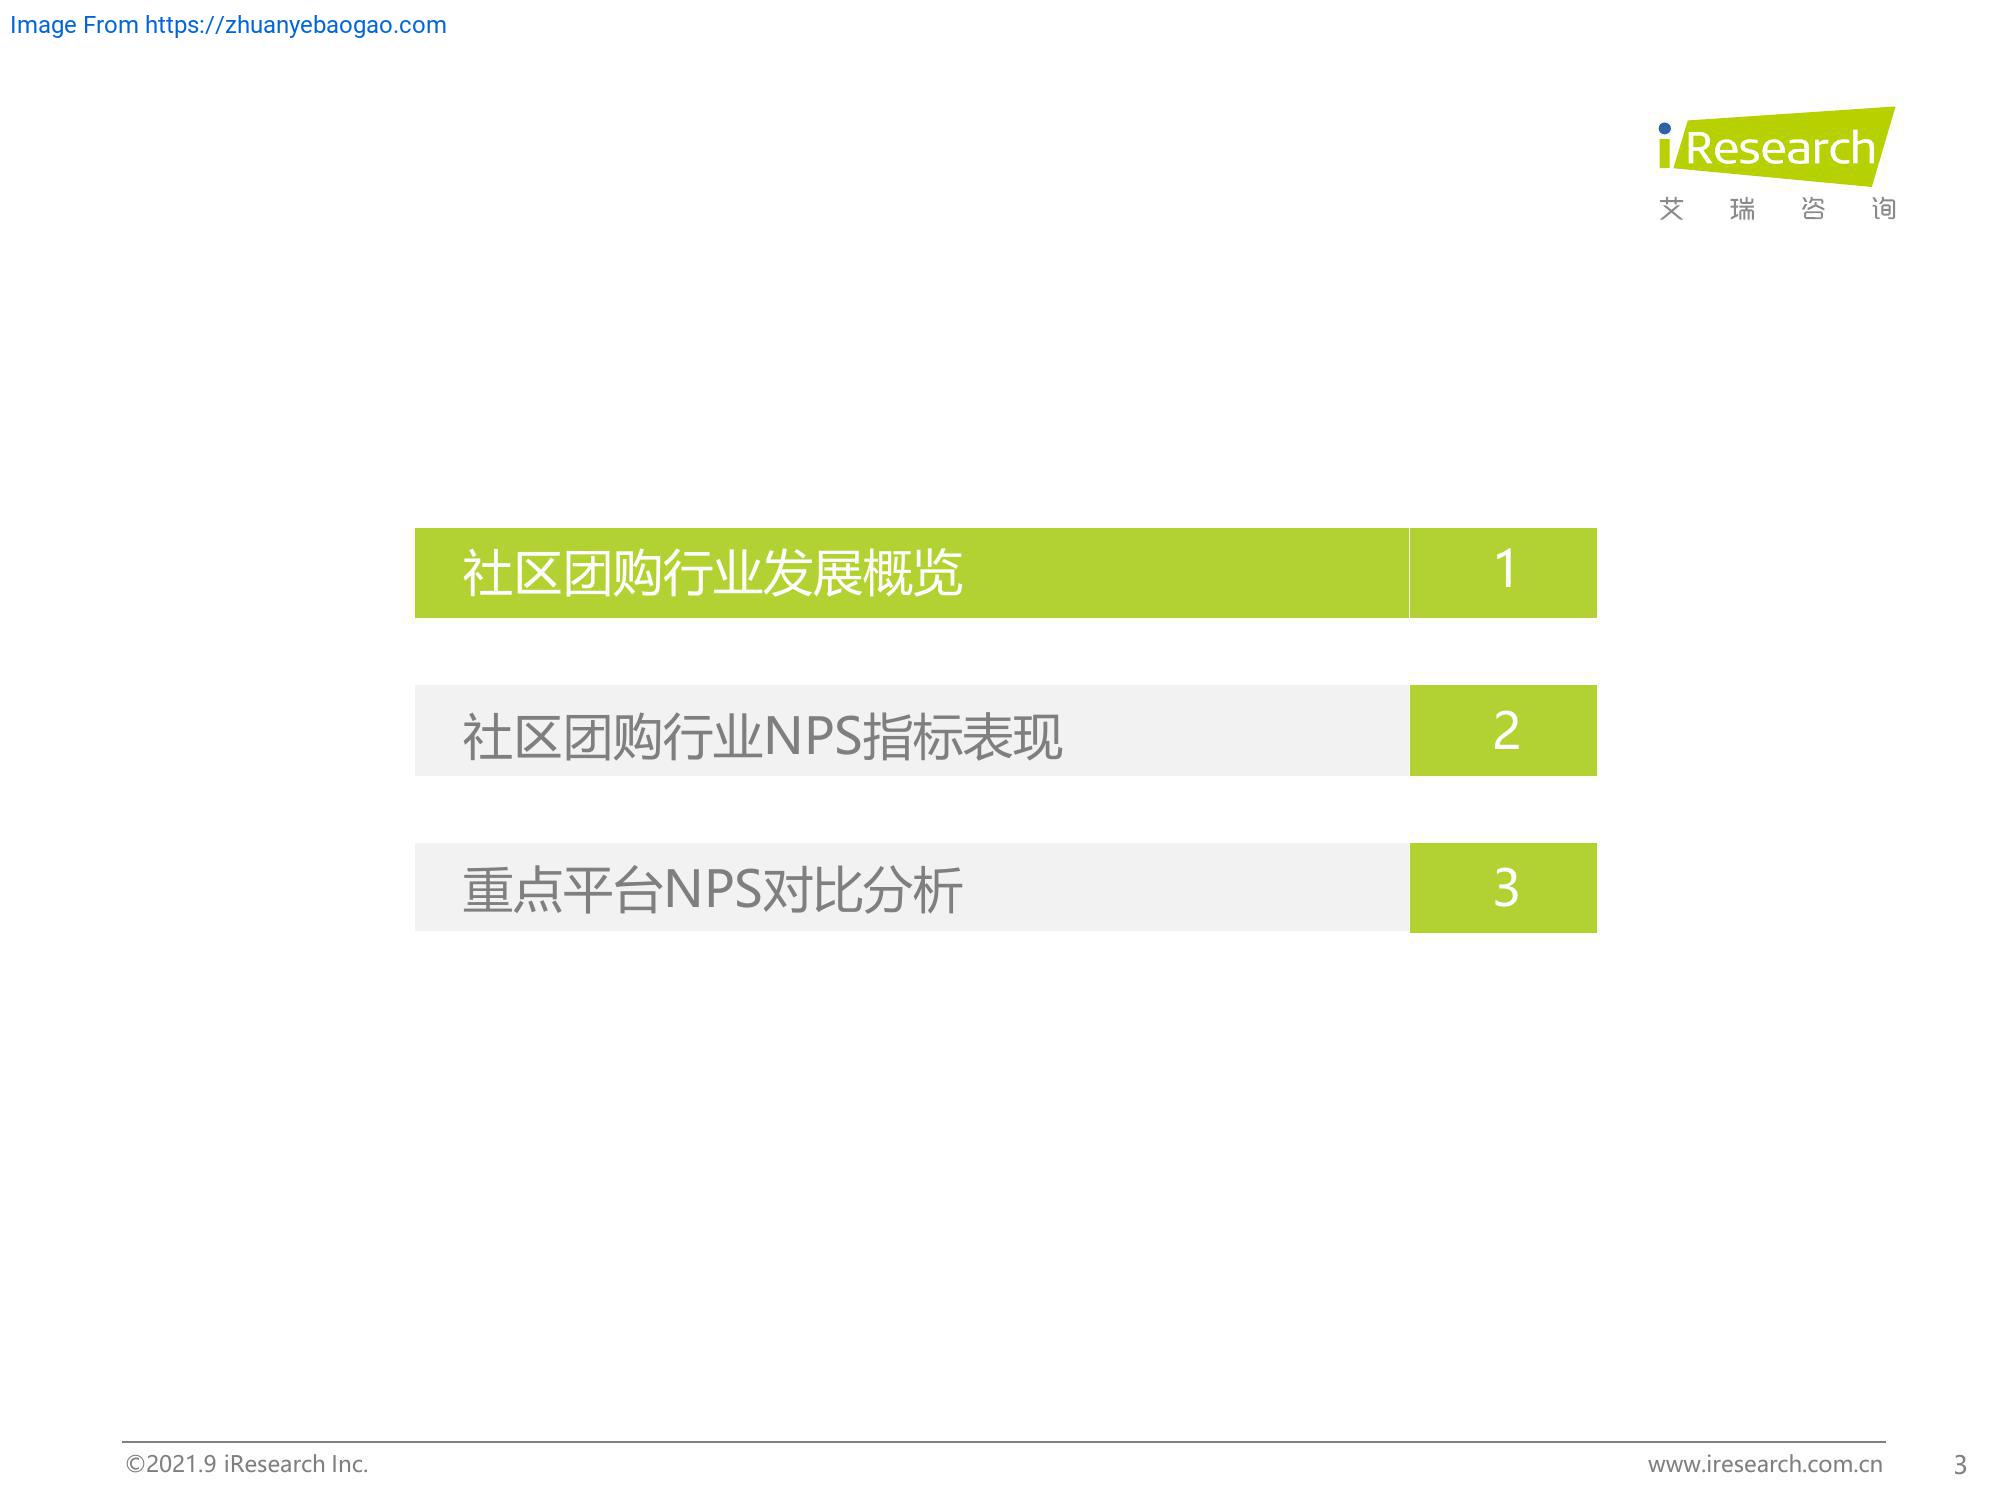 Image From https://zhuanyebaogao.com
iResearch
艾瑞咨询
社区团购行业发展概览 1
社区团购行业NPS指标表现 2
重点平台NPS对比分析 3
©2021.9 iResearch Inc. www.iresearch.com.cn 3